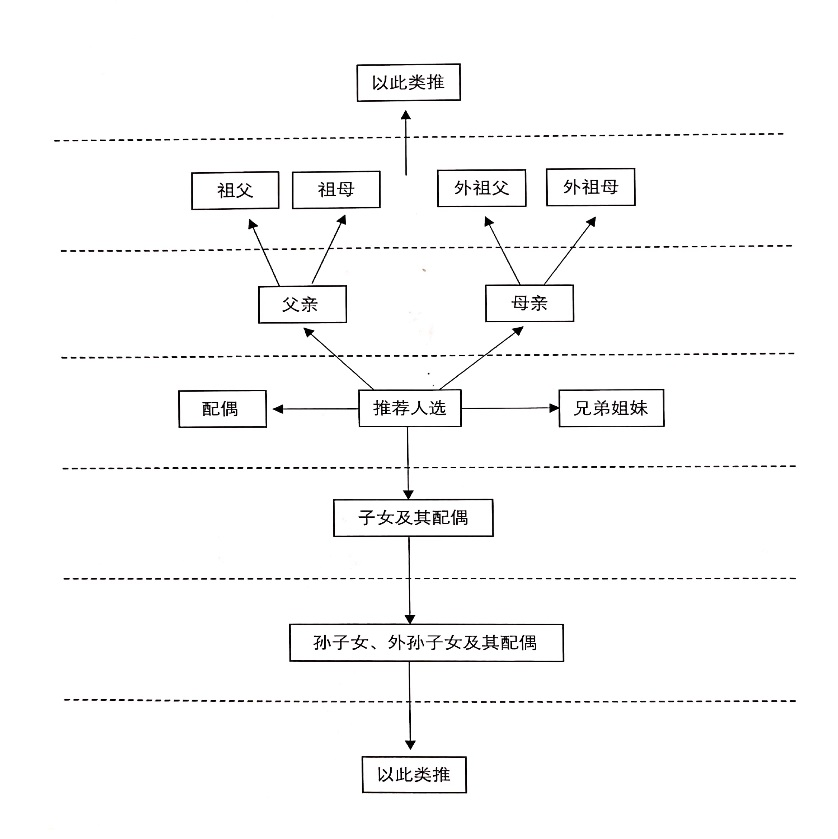 以此类推
祖父
祖母
外祖父
外祖母
父亲
母亲
配偶
推荐人选
兄弟姐妹
子女及其配偶
孙子女、外孙子女及其配偶
以此类推